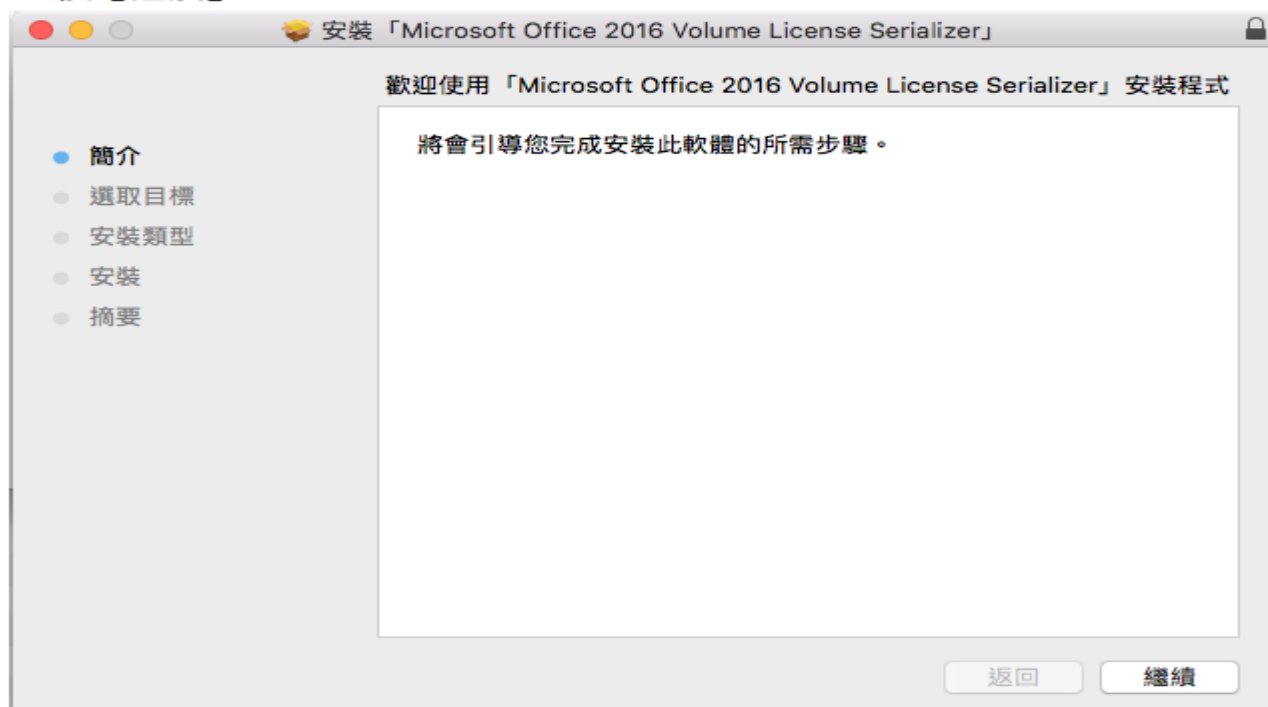 安裝「Microsoft Office 2016 Volume License Serializer」
歡迎使用「Microsoft Office 2016 Volume License Serializer」安裝程式
將會引導您完成安裝此軟體的所需步驟。
簡介
選取目標
安裝類型
安裝
摘要
返回
繼續